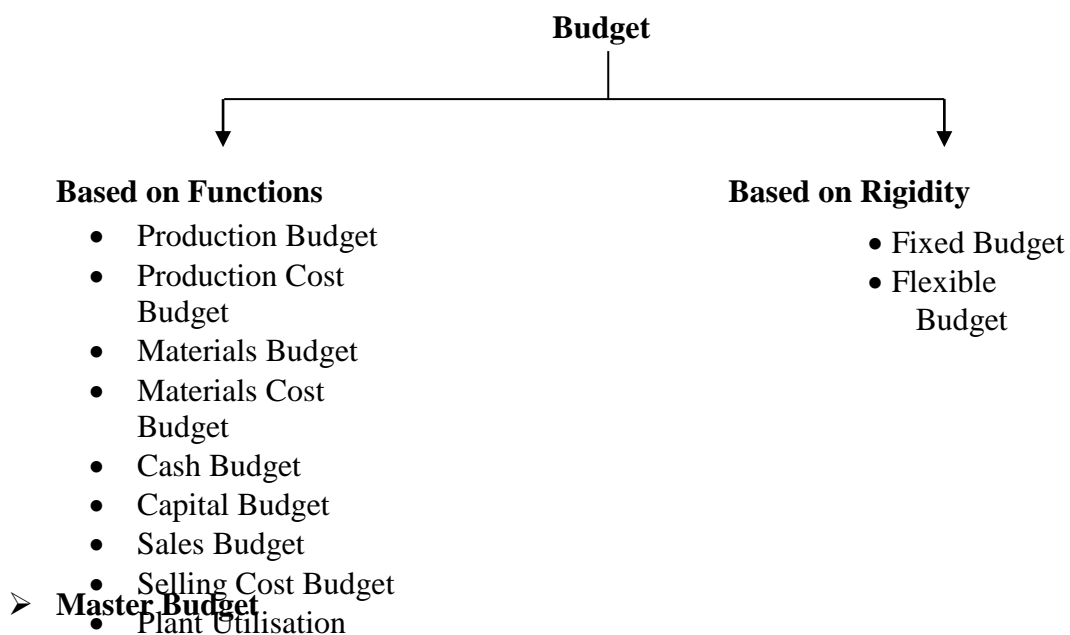 Budget
Based on Functions
• Production Budget
• Production Cost
Budget
• Materials Budget
• Materials Cost
Budget
• Cash Budget
• Capital Budget
• Sales Budget
• Selling Cost Budget
• Plant Utilisation
Based on Rigidity
• Fixed Budget
• Flexible
Budget
➢ Master Budget